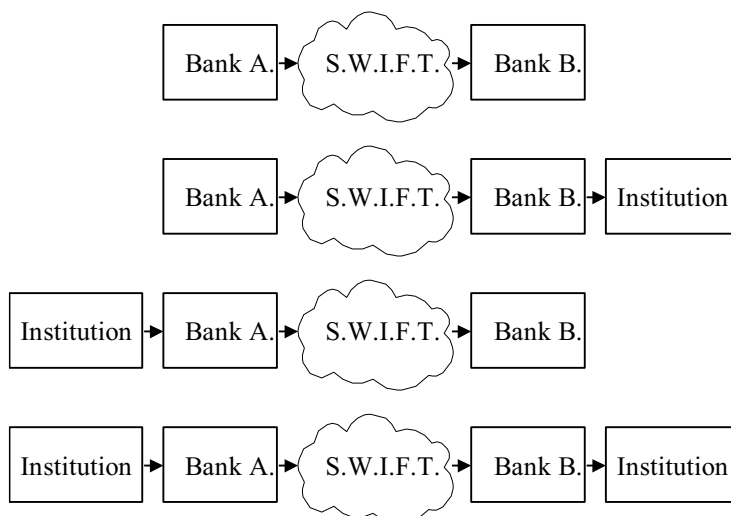 Bank A. S.W.I.F.T. Bank B.
Bank A. S.W.I.F.T. Bank B. Institution
Institution Bank A. S.W.I.F.T. Bank B.
Institution Bank A. S.W.I.F.T. Bank B. Institution